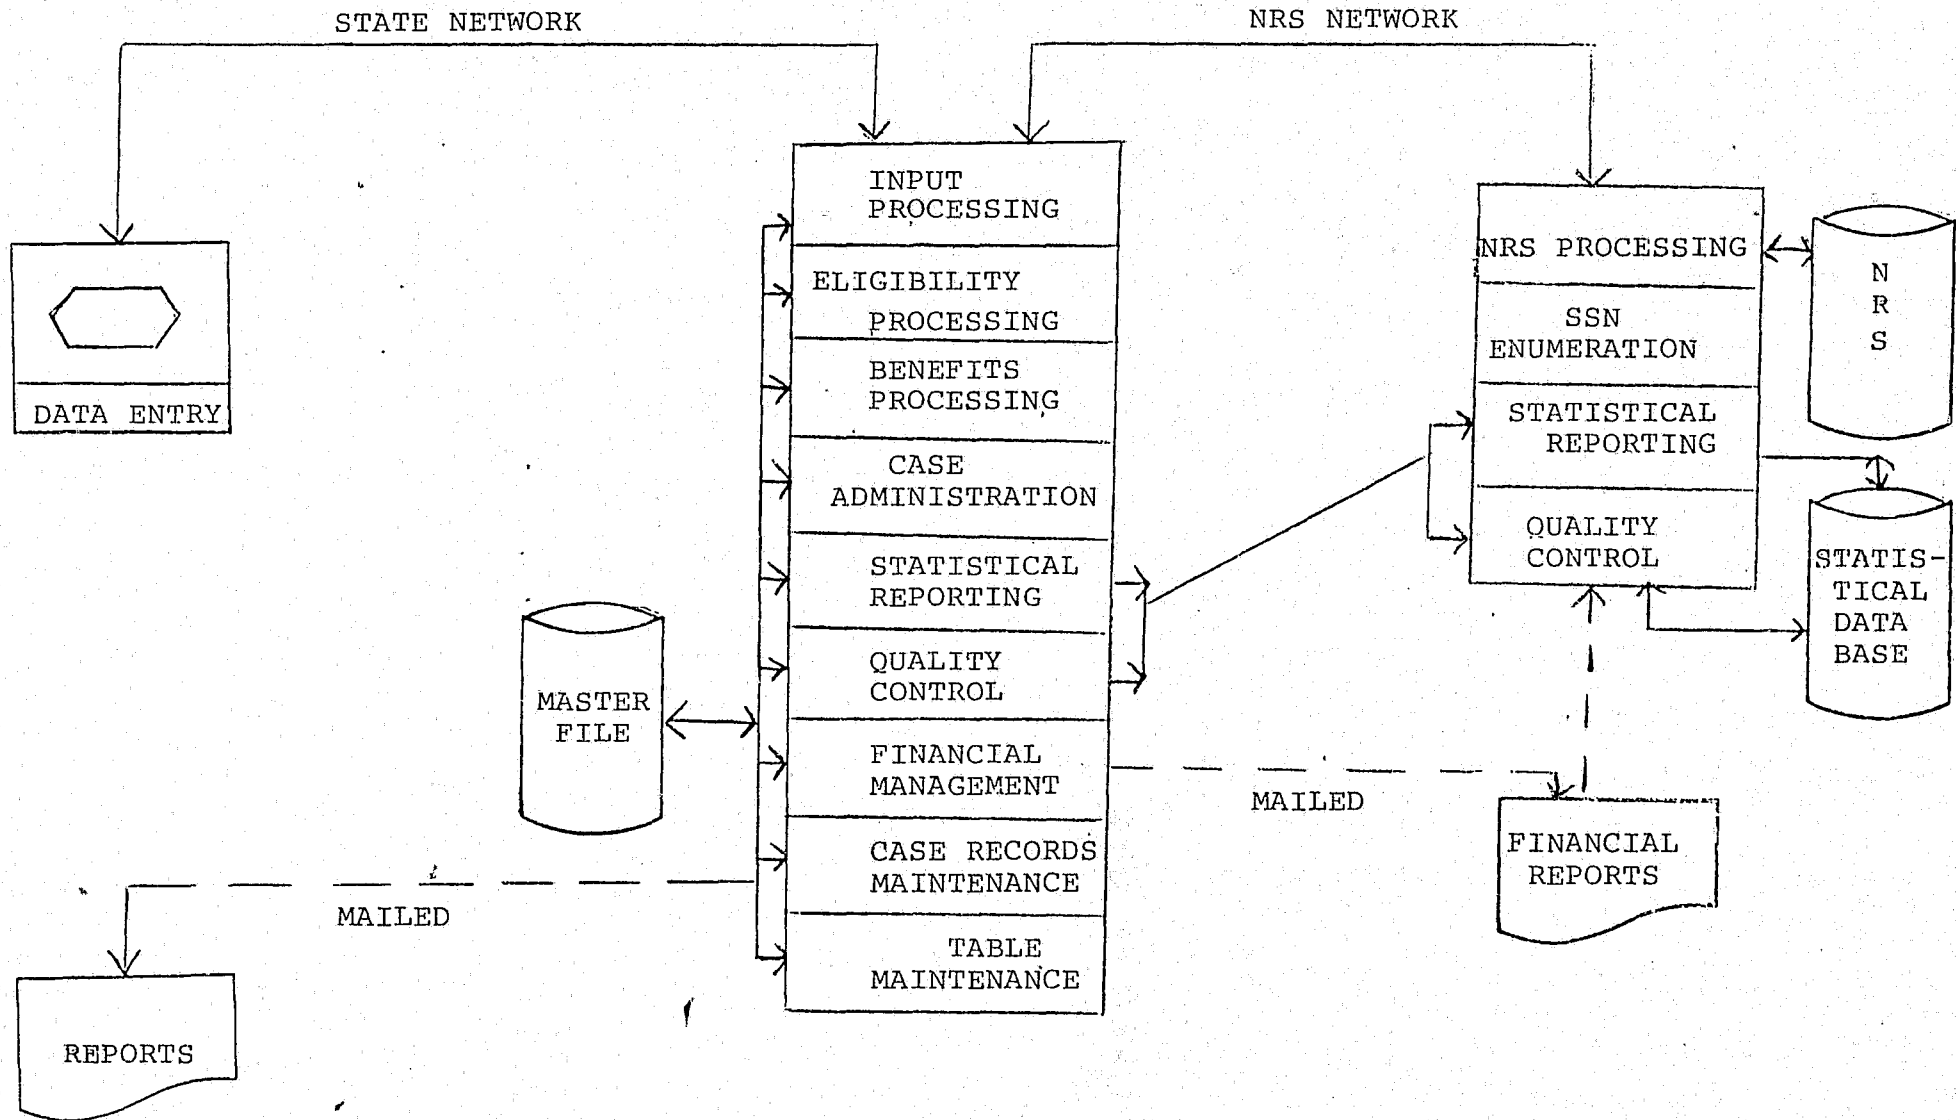 STATE NETWORK
NRS NETWORK
DATA ENTRY
INPUT
PROCESSING
ELIGIBILITY
PROCESSING
BENEFITS
PROCESSING
CASE
ADMINISTRATION
STATISTICAL
REPORTING
QUALITY
CONTROL
FINANCIAL
MANAGEMENT
CASE RECORDS
MAINTENANCE
TABLE
MAINTENANCE
MASTER
FILE
MAILED
REPORTS
NRS PROCESSING
SSN
ENUMERATION
STATISTICAL
REPORTING
QUALITY
CONTROL
N
R
S
STATIS-
TICAL
DATA
BASE
MAILED
FINANCIAL
REPORTS